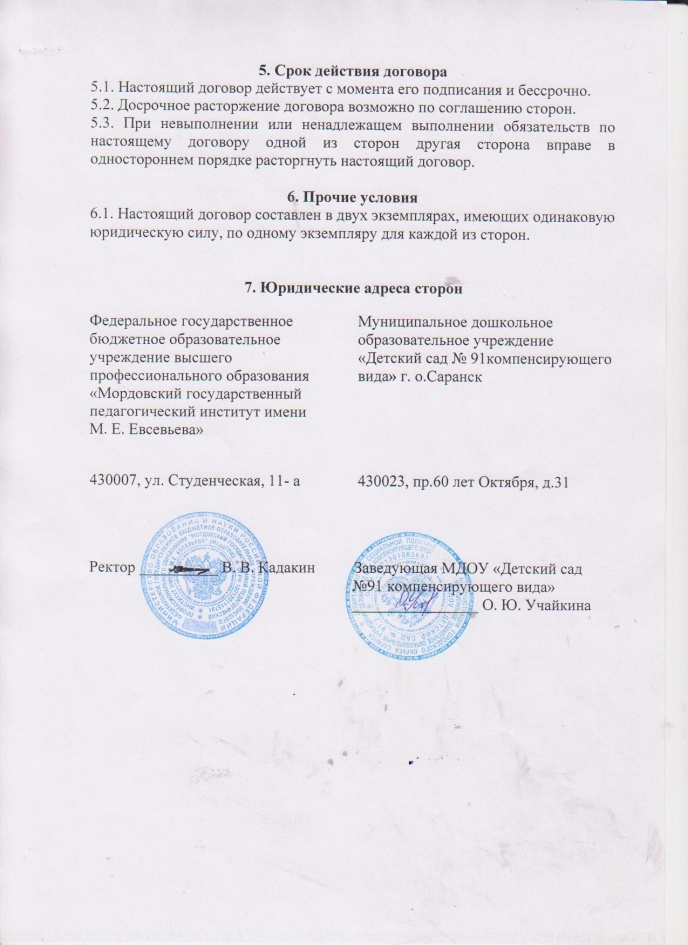 5. Срок действия договора
5.1. Настоящий договор действует с момента его подписания и бессрочно.
5.2. Досрочное расторжение договора возможно по соглашению сторон.
5.3. При невыполнении или ненадлежащем выполнении обязательств по
настоящему договору одной из сторон другая сторона вправе в
одностороннем порядке расторгнуть настоящий договор.
6. Прочие условия
6.1. Настоящий договор составлен в двух экземплярах, имеющих одинаковую
юридическую силу, по одному экземпляру для каждой из сторон.
7. Юридические адреса сторон
Федеральное государственное
бюджетное образовательное
учреждение высшего
профессионального образования
«Мордовский государственный
педагогический институт имени
М. Е. Евсевьева»
430007, ул. Студенческая, 11- а
Ректор __________ В. В. Кадакин
Муниципальное дошкольное
образовательное учреждение
«Детский сад № 91компенсирующего
вида» г. о.Саранск
430023, пр.60 лет Октября, д.31
Заведующая МДОУ «Детский сад
№91 компенсирующего вида»
________________ О. Ю. Учайкина